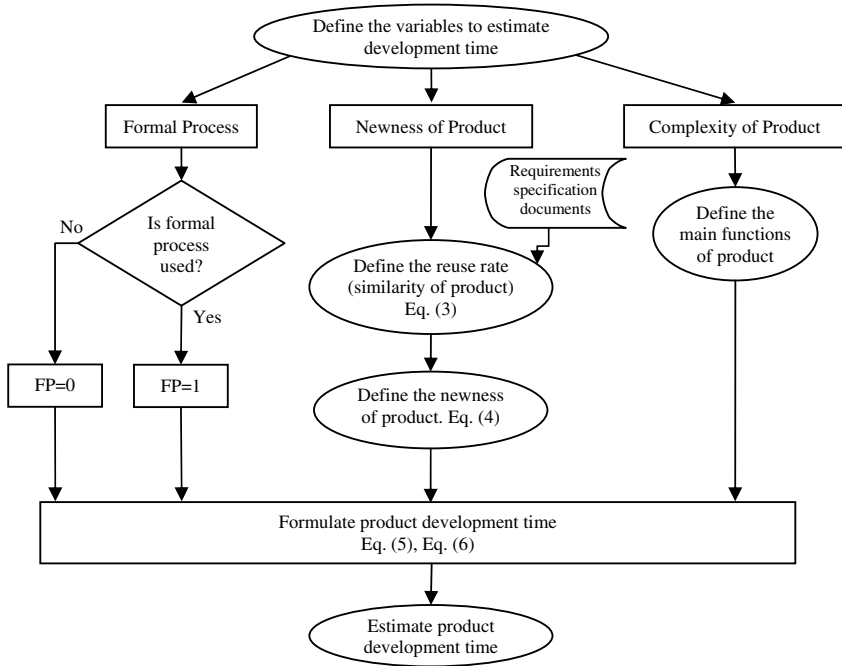 Define the variables to estimate
development time
Formal Process
Newness of Product
Complexity of Product
Requirements
specification
documents
No
Is formal
process
used?
Define the
main functions
of product
Define the reuse rate
(similarity of product)
Eq. (3)
Yes
FP=0
FP=1
Define the newness
of product. Eq. (4)
Formulate product development time
Eq. (5), Eq. (6)
Estimate product
development time